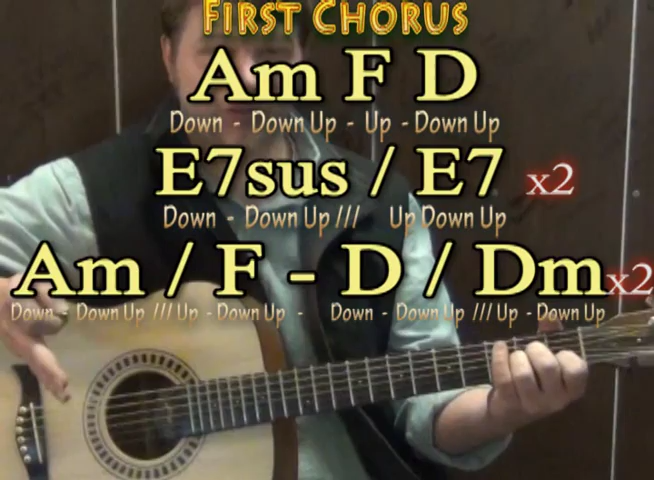 First Chorus
Am F D
Down - Down Up - Up - Down Up
E7sus / E7 x2
Down - Down Up /// Up Down Up
Am / F - D / Dm x2
Down - Down Up /// Up - Down Up - Down - Down Up /// Up - Down Up